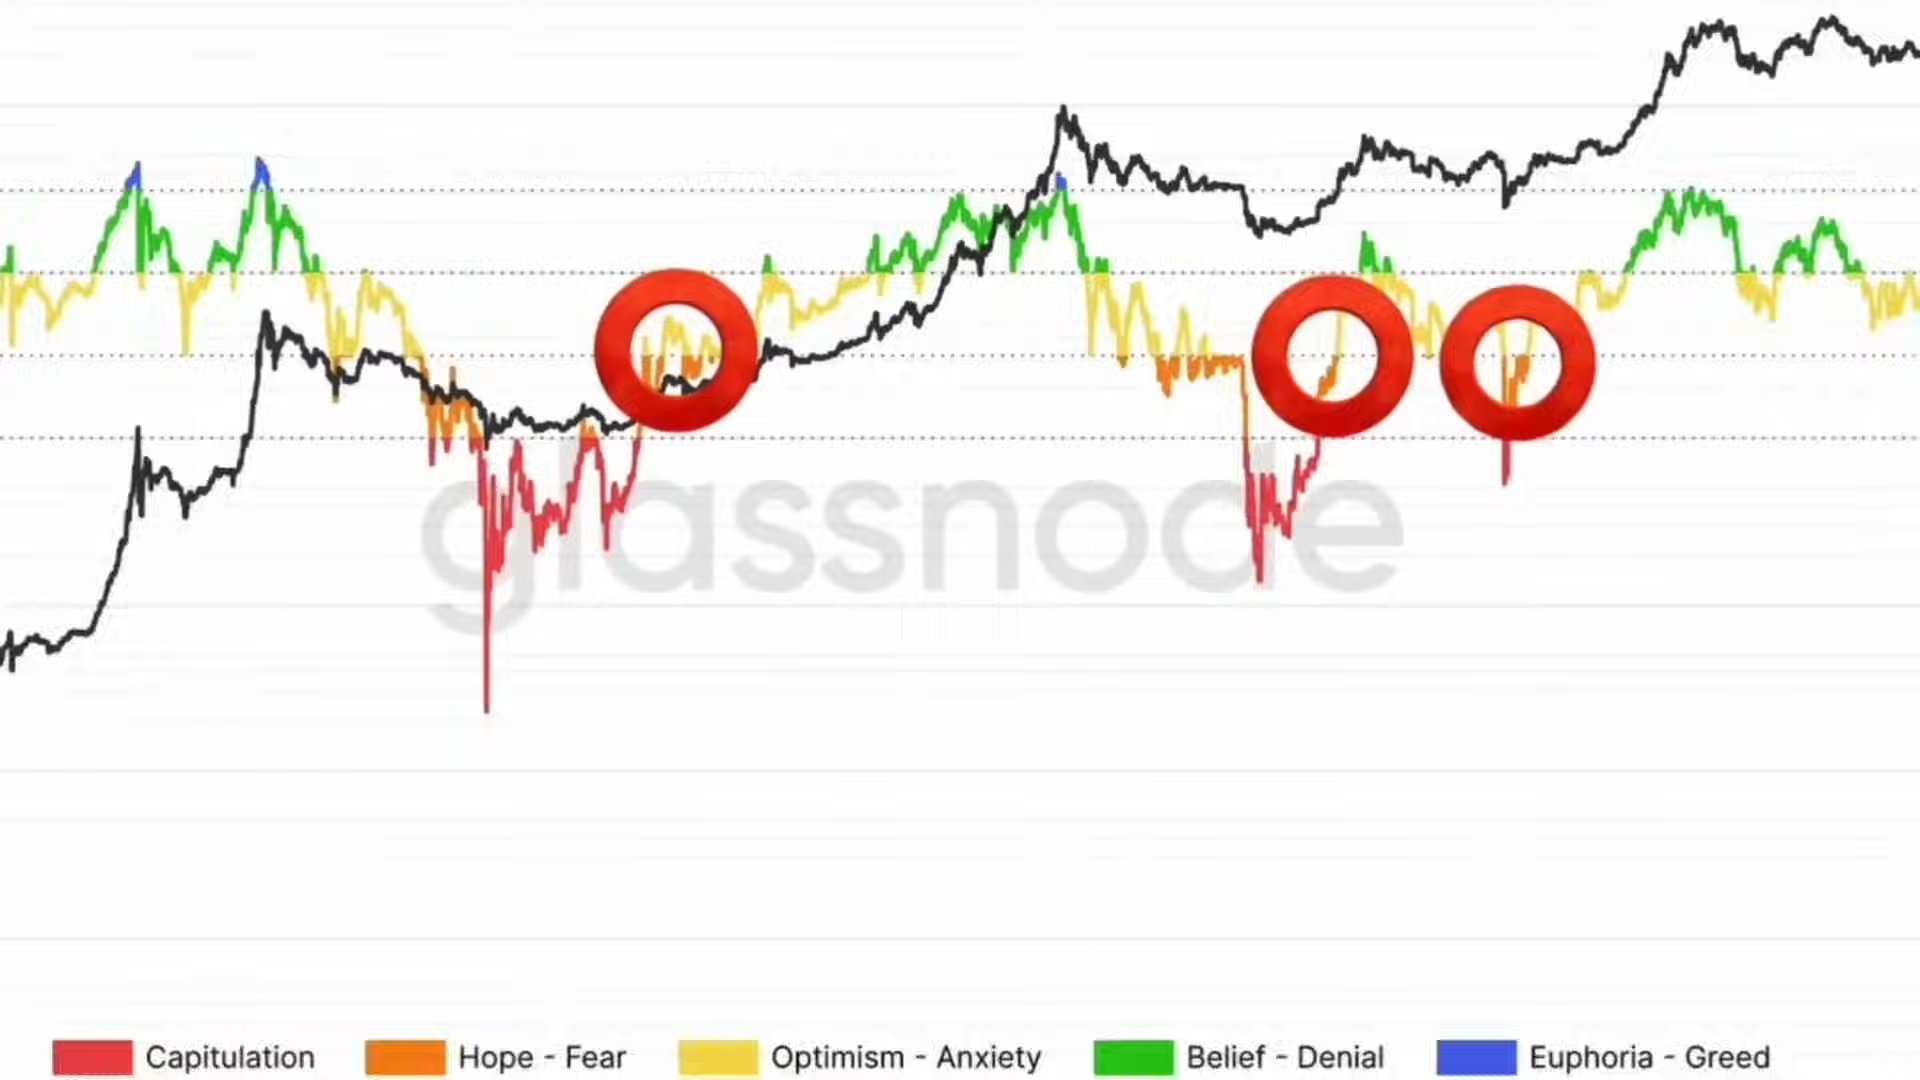 glassnode
Capitulation
Hope - Fear
Optimism - Anxiety
Belief - Denial
Euphoria - Greed